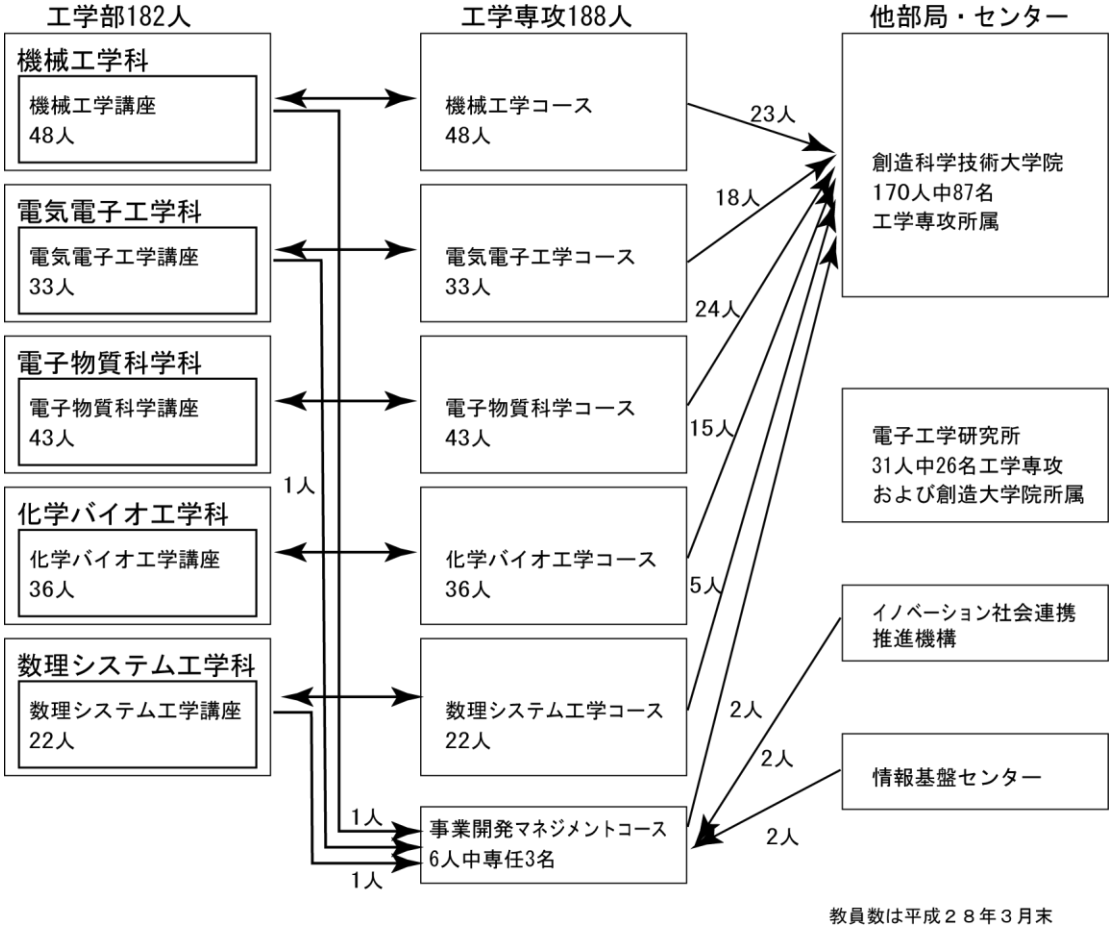 工学部182人
機械工学科
機械工学講座
48人
電気電子工学科
電気電子工学講座
33人
電子物質科学科
電子物質科学講座
43人
1人
化学バイオ工学科
化学バイオ工学講座
36人
数理システム工学科
数理システム工学講座
22人
1人
1人
工学専攻188人
機械工学コース
48人
電気電子工学コース
33人
電子物質科学コース
43人
化学バイオ工学コース
36人
数理システム工学コース
22人
事業開発マネジメントコース
6人中専任3名
23人
18人
24人
15人
5人
2人
2人
2人
他部局・センター
創造科学技術大学院
170人中87名
工学専攻所属
電子工学研究所
31人中26名工学専攻
および創造大学院所属
イノベーション社会連携
推進機構
情報基盤センター
教員数は平成28年3月末